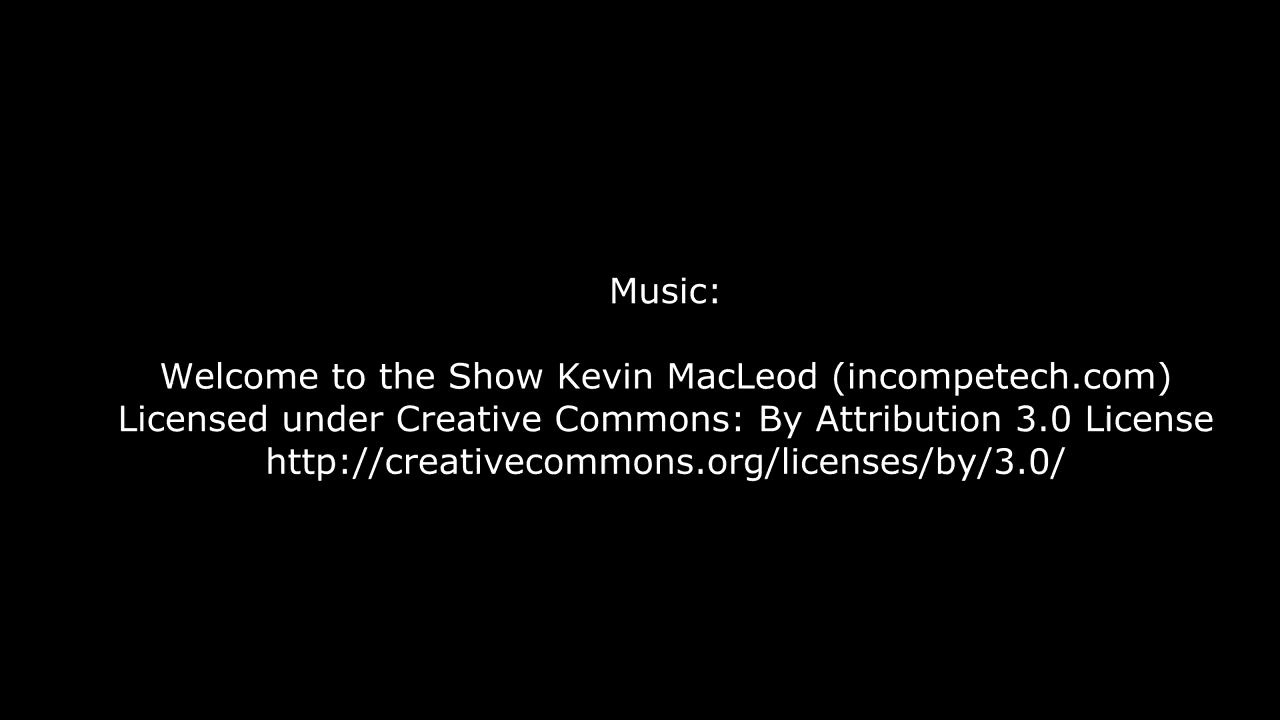 Music:
Welcome to the Show Kevin MacLeod (incompetech.com)
Licensed under Creative Commons: By Attribution 3.0 License
http://creativecommons.org/licenses/by/3.0/